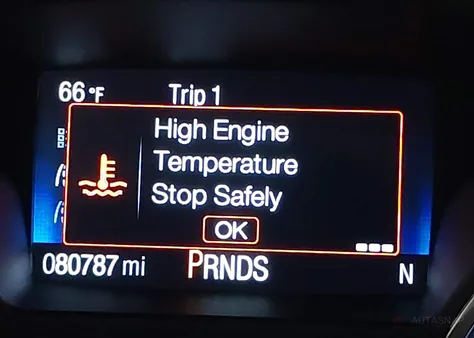 66°F Trip 1
High Engine
Temperature
Stop Safely
OK
080787 mi PRNDS N